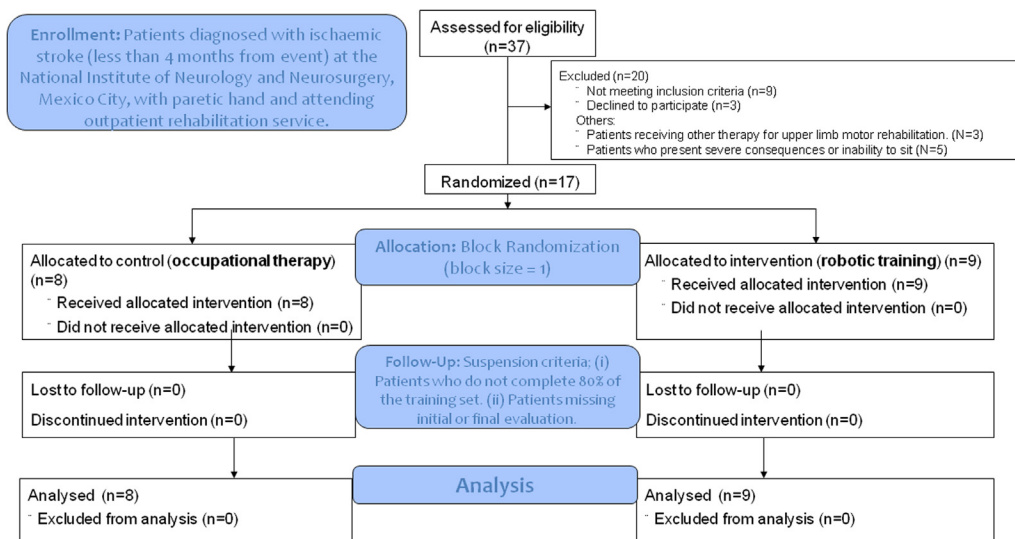 Enrollment: Patients diagnosed with ischaemic
stroke (less than 4 months from event) at the
National Institute of Neurology and Neurosurgery,
Mexico City, with paretic hand and attending
outpatient rehabilitation service.
Assessed for eligibility
(n=37)
Excluded (n=20)
¨ Not meeting inclusion criteria (n=9)
¨ Declined to participate (n=3)
Others:
¨ Patients receiving other therapy for upper limb motor rehabilitation. (N=3)
¨ Patients who present severe consequences or inability to sit (N=5)
Randomized (n=17)
Allocation: Block Randomization
(block size = 1)
Allocated to control (occupational therapy)
(n=8)
¨ Received allocated intervention (n=8)
¨ Did not receive allocated intervention (n=0)
Allocated to intervention (robotic training) (n=9)
¨ Received allocated intervention (n=9)
¨ Did not receive allocated intervention (n=0)
Follow-Up: Suspension criteria; (i)
Patients who do not complete 80% of
the training set. (ii) Patients missing
initial or final evaluation.
Lost to follow-up (n=0)
Discontinued intervention (n=0)
Lost to follow-up (n=0)
Discontinued intervention (n=0)
Analysis
Analysed (n=8)
¨ Excluded from analysis (n=0)
Analysed (n=9)
¨ Excluded from analysis (n=0)